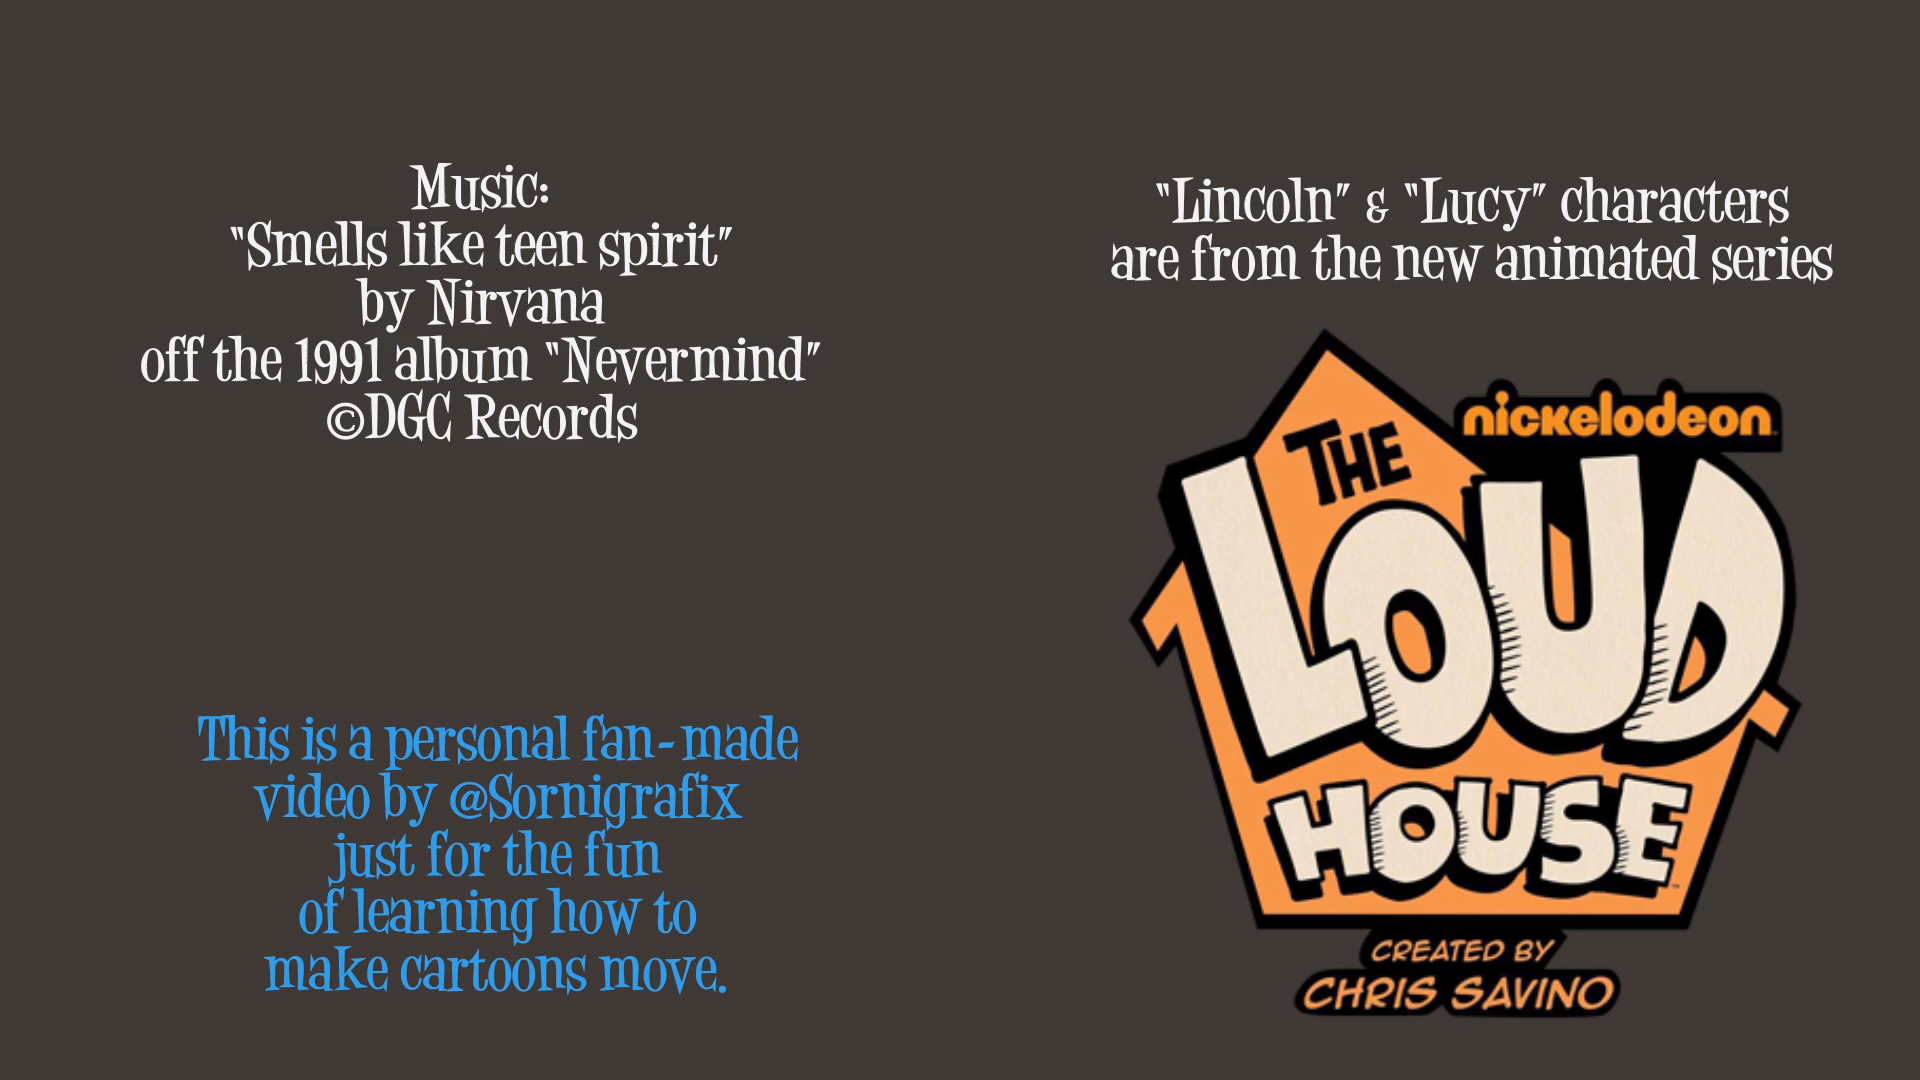 Music:
“Smells like teen spirit”
by Nirvana
off the 1991 album “Nevermind”
©DGC Records
This is a personal fan-made
video by @Sornigrafix
just for the fun
of learning how to
make cartoons move.
“Lincoln” & “Lucy” characters
are from the new animated series
nickelodeon
THE
LOUD
HOUSE
CREATED BY
CHRIS SAVINO